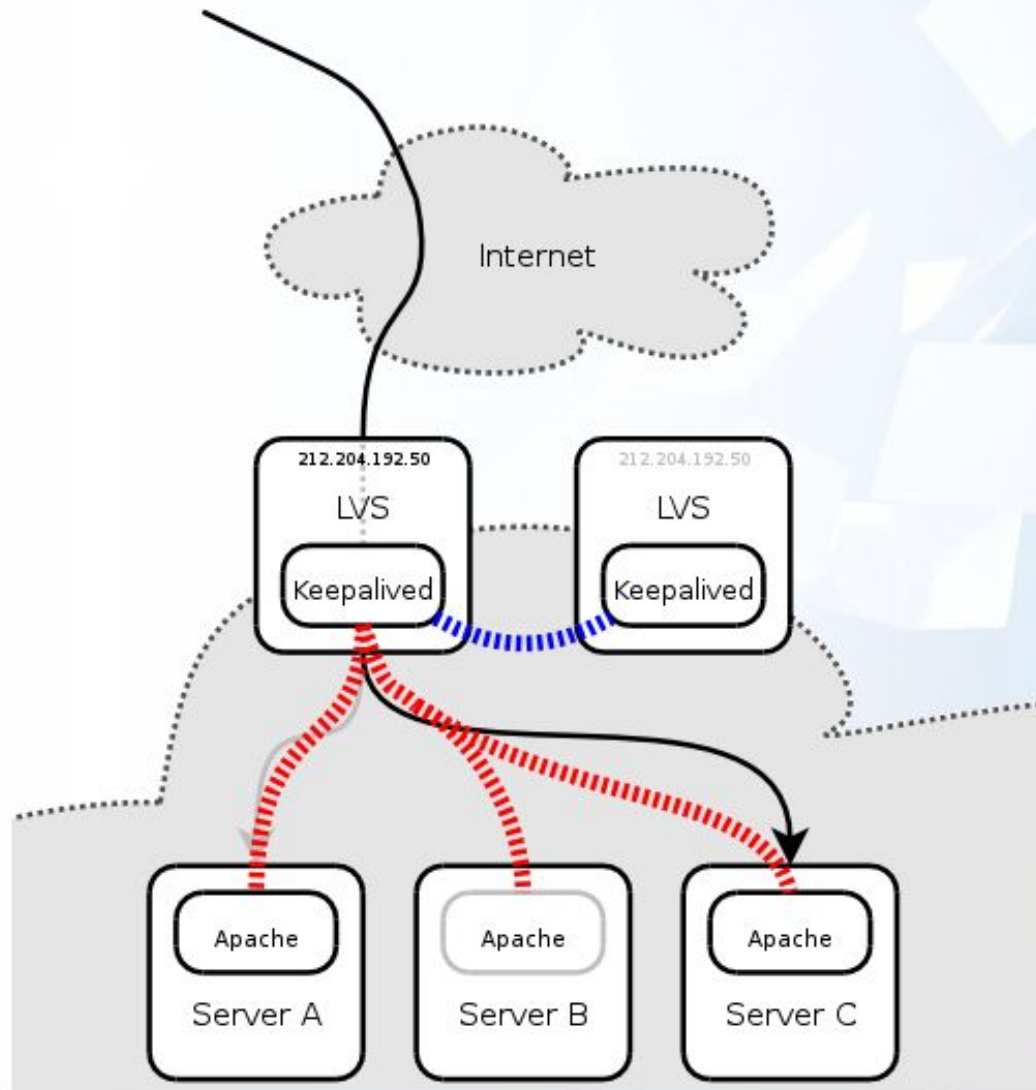 Internet
212.204.192.50
212.204.192.50
LVS
LVS
Keepalived
Keepalived
Apache
Apache
Apache
Server A
Server B
Server C